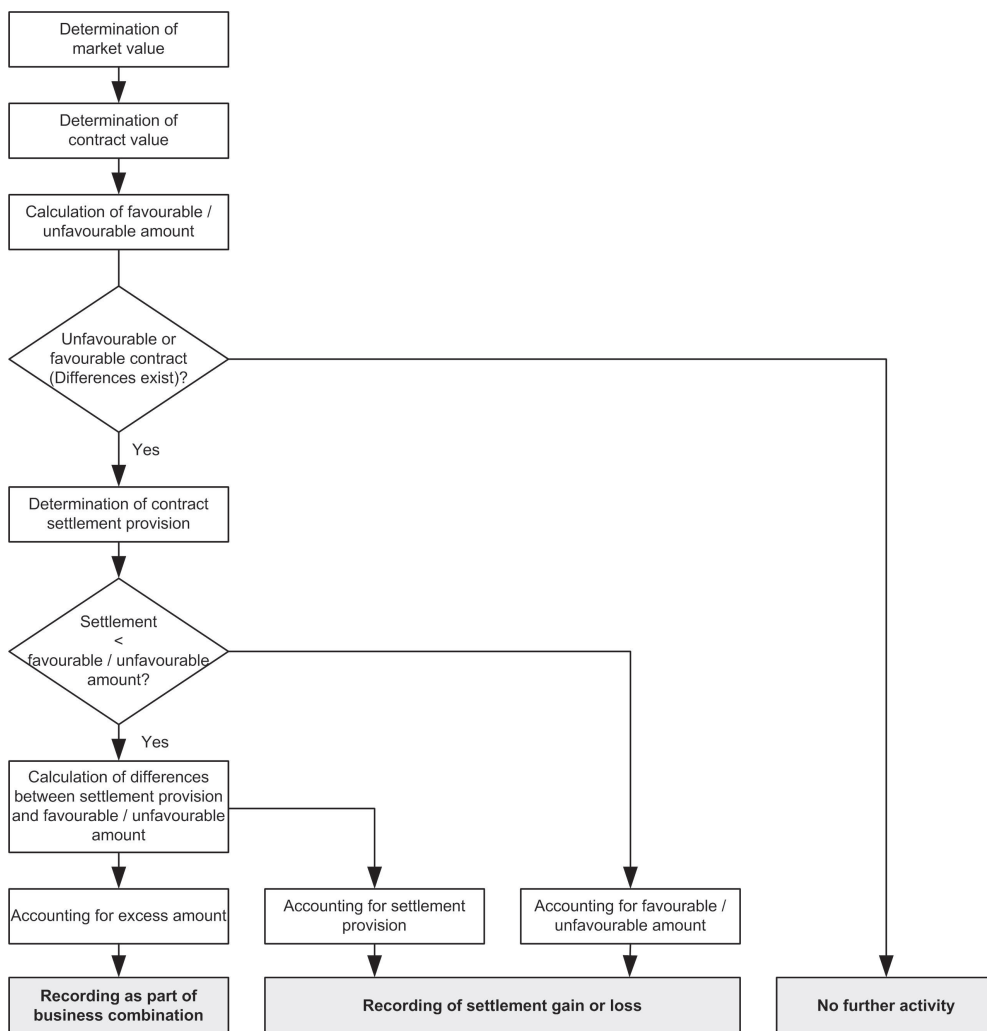 Determination of
market value
Determination of
contract value
Calculation of favourable /
unfavourable amount
Unfavourable or
favourable contract
(Differences exist)?
Yes
Determination of contract
settlement provision
Settlement
<
favourable / unfavourable
amount?
Yes
Calculation of differences
between settlement provision
and favourable / unfavourable
amount
Accounting for excess amount
Accounting for settlement
provision
Accounting for favourable /
unfavourable amount
Recording as part of
business combination
Recording of settlement gain or loss
No further activity